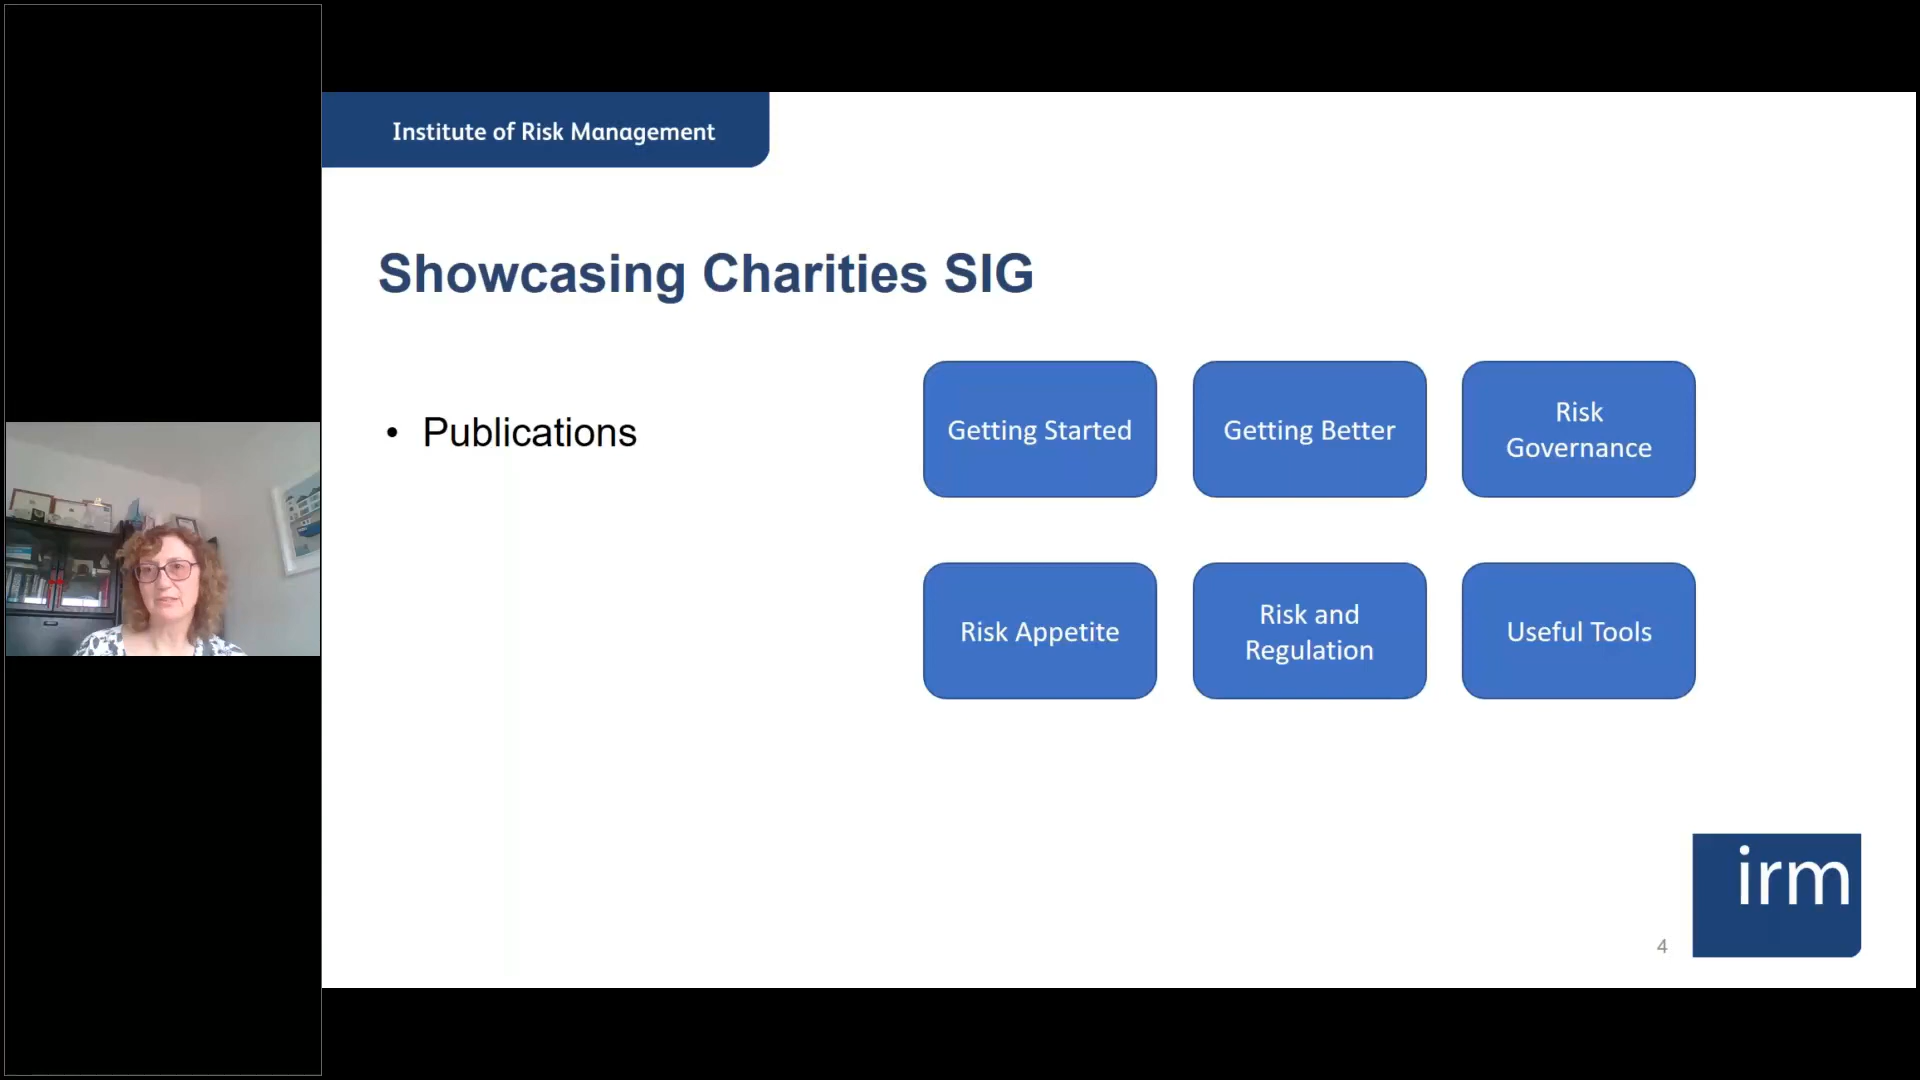 Institute of Risk Management
Showcasing Charities SIG
• Publications
Getting Started
Getting Better
Risk
Governance
Risk Appetite
Risk and
Regulation
Useful Tools
irm
4